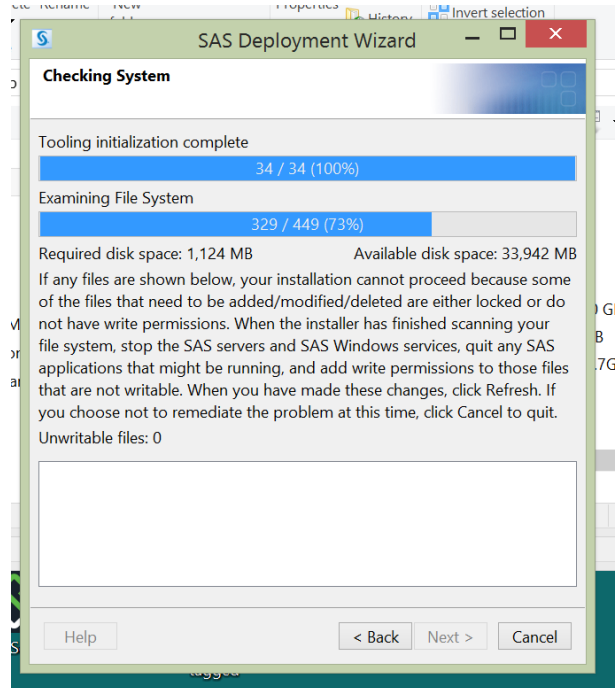 Rename New Properties
History Invert selection
SAS Deployment Wizard
Checking System
Tooling initialization complete
34 / 34 (100%)
Examining File System
329 / 449 (73%)
Required disk space: 1,124 MB Available disk space: 33,942 MB
If any files are shown below, your installation cannot proceed because some
of the files that need to be added/modified/deleted are either locked or do
not have write permissions. When the installer has finished scanning your
file system, stop the SAS servers and SAS Windows services, quit any SAS
applications that might be running, and add write permissions to those files
that are not writable. When you have made these changes, click Refresh. If
you choose not to remediate the problem at this time, click Cancel to quit.
Unwritable files: 0
Help < Back Next > Cancel